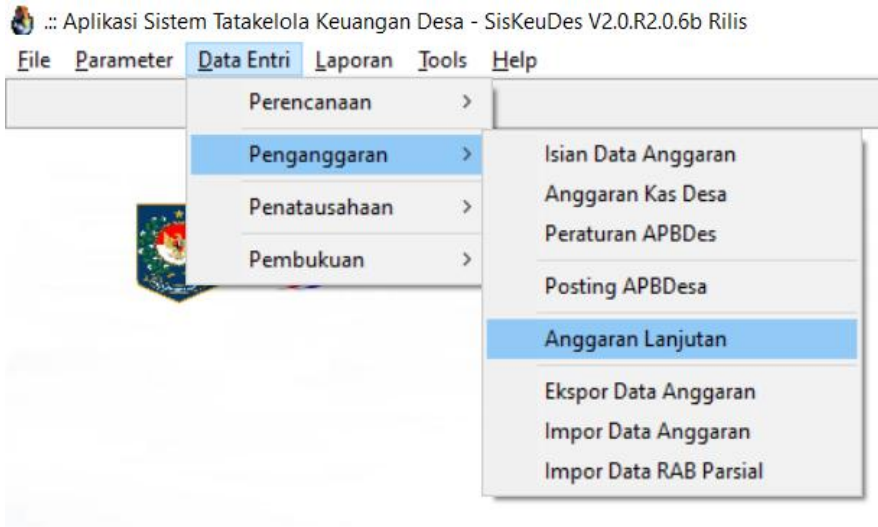 .:: Aplikasi Sistem Tatakelola Keuangan Desa - SisKeuDes V2.0.R2.0.6b Rilis
File Parameter Data Entri Laporan Tools Help
Perencanaan >
Penganggaran >
Penatausahaan >
Pembukuan >
Isian Data Anggaran
Anggaran Kas Desa
Peraturan APBDes
Posting APBDesa
Anggaran Lanjutan
Ekspor Data Anggaran
Impor Data Anggaran
Impor Data RAB Parsial